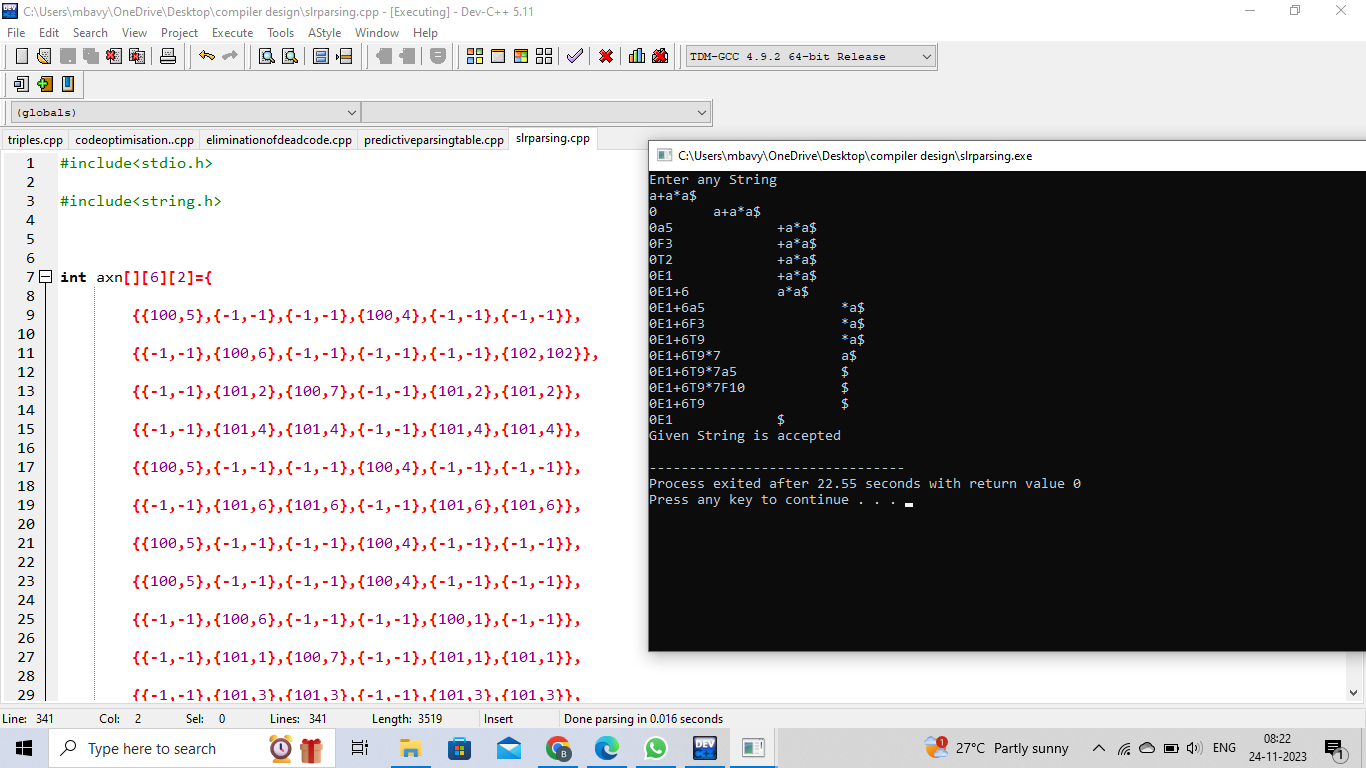 C:\Users\mbavy\OneDrive\Desktop\compiler design\slrparsing.cpp - [Executing] - Dev-C++ 5.11
File Edit Search View Project Execute Tools AStyle Window Help
TDM-GCC 4.9.2 64-bit Release
(globals)
triples.cpp codeoptimisation..cpp eliminationofdeadcode.cpp predictiveparsingtable.cpp slrparsing.cpp
1 #include<stdio.h>
2
3 #include<string.h>
4
5
6
7 int axn[][6][2]={
8
9 {{100,5},{-1,-1},{-1,-1},{100,4},{-1,-1},{-1,-1}},
10
11 {{-1,-1},{100,6},{-1,-1},{-1,-1},{-1,-1},{102,102}},
12
13 {{-1,-1},{101,2},{100,7},{-1,-1},{101,2},{101,2}},
14
15 {{-1,-1},{101,4},{101,4},{-1,-1},{101,4},{101,4}},
16
17 {{100,5},{-1,-1},{-1,-1},{100,4},{-1,-1},{-1,-1}},
18
19 {{-1,-1},{101,6},{101,6},{-1,-1},{101,6},{101,6}},
20
21 {{100,5},{-1,-1},{-1,-1},{100,4},{-1,-1},{-1,-1}},
22
23 {{100,5},{-1,-1},{-1,-1},{100,4},{-1,-1},{-1,-1}},
24
25 {{-1,-1},{100,6},{-1,-1},{-1,-1},{100,1},{-1,-1}},
26
27 {{-1,-1},{101,1},{100,7},{-1,-1},{101,1},{101,1}},
28
29 {{-1,-1},{101,3},{101,3},{-1,-1},{101,3},{101,3}},
C:\Users\mbavy\OneDrive\Desktop\compiler design\slrparsing.exe
Enter any String
a+a*a$
0 a+a*a$
0a5 +a*a$
0F3 +a*a$
0T2 +a*a$
0E1 +a*a$
0E1+6 a*a$
0E1+6a5 *a$
0E1+6F3 *a$
0E1+6T9 *a$
0E1+6T9*7 a$
0E1+6T9*7a5 $
0E1+6T9*7F10 $
0E1+6T9 $
0E1 $
Given String is accepted
--------------------------------
Process exited after 22.55 seconds with return value 0
Press any key to continue . . .
Line: 341 Col: 2 Sel: 0 Lines: 341 Length: 3519 Insert Done parsing in 0.016 seconds
Type here to search
DEV
B
1
27°C Partly sunny
ENG
08:22
24-11-2023
1